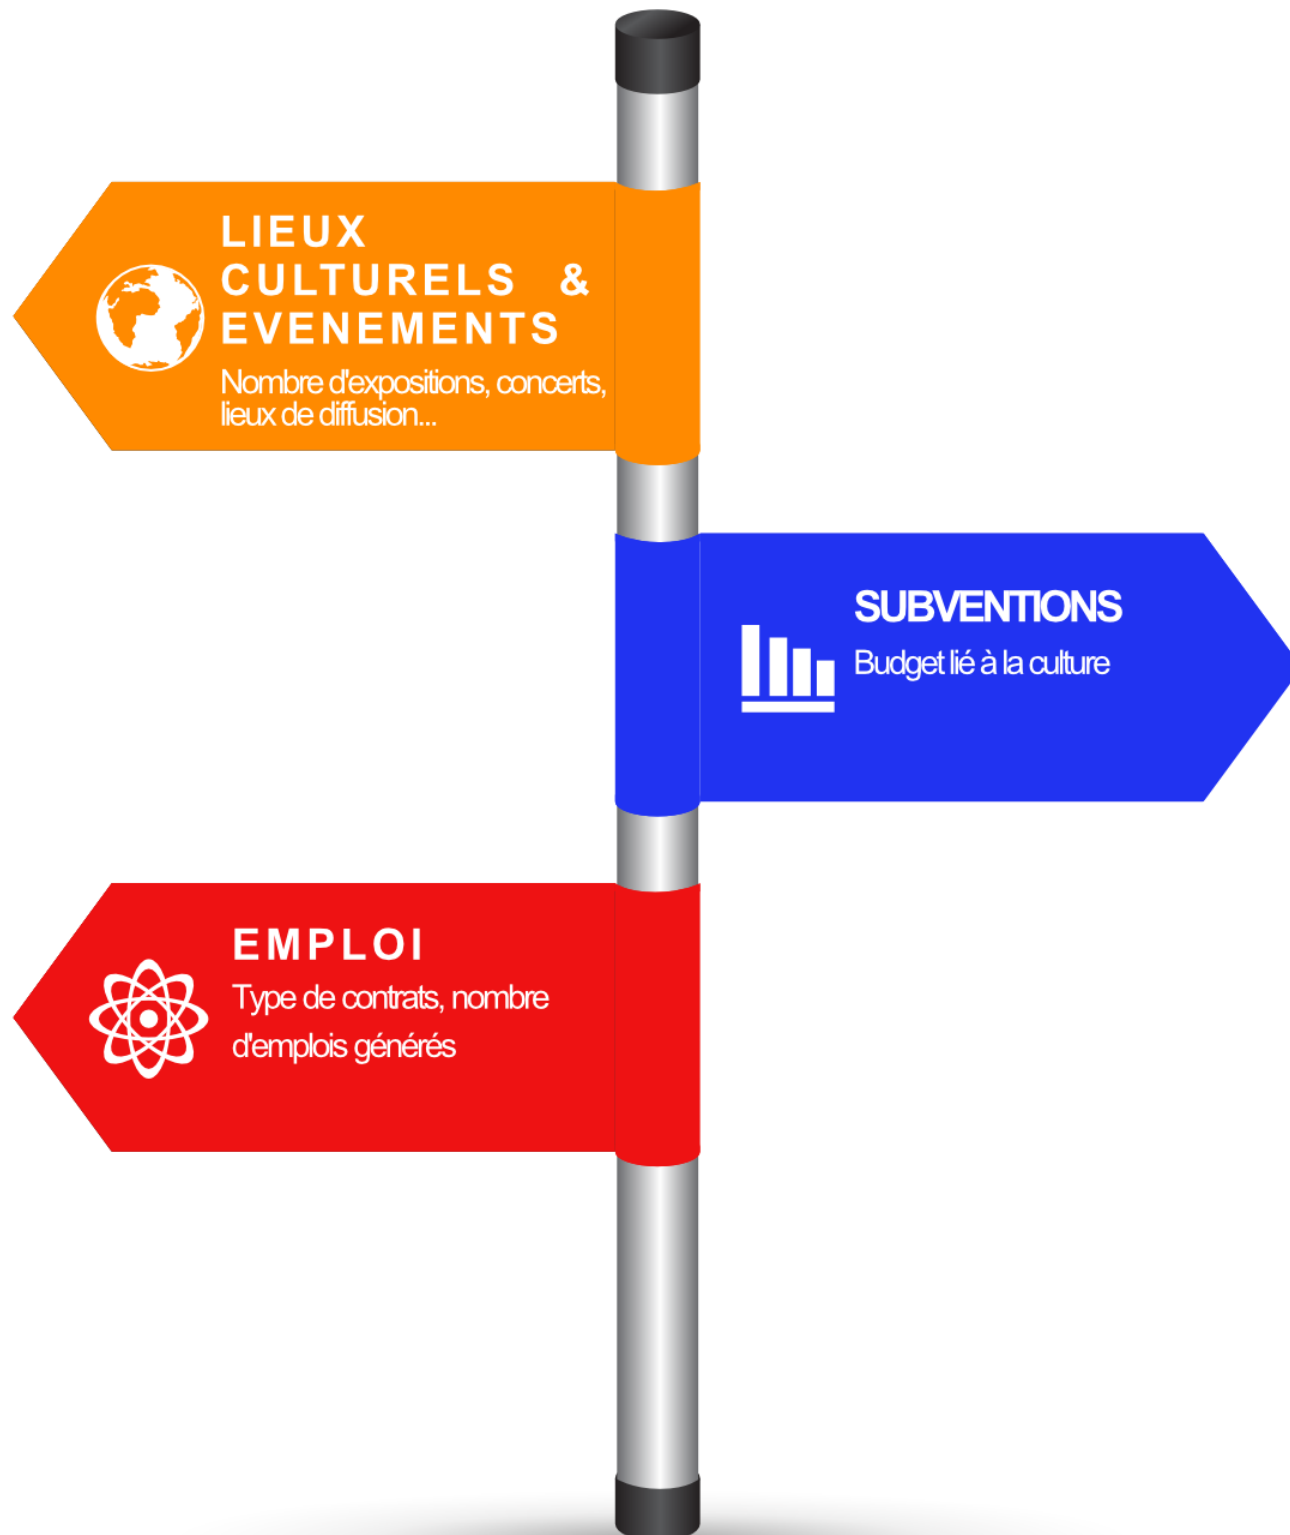 LIEUX
CULTURELS &
EVENEMENTS
Nombre d'expositions, concerts,
lieux de diffusion...
SUBVENTIONS
Budget lié à la culture
EMPLOI
Type de contrats, nombre
d'emplois générés